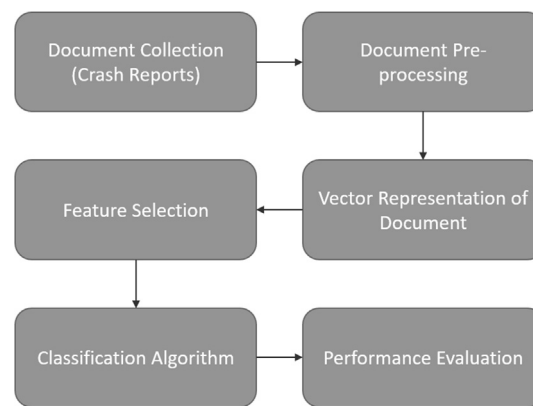 Document Collection
(Crash Reports)
Document Pre-
processing
Vector Representation of
Document
Feature Selection
Classification Algorithm
Performance Evaluation